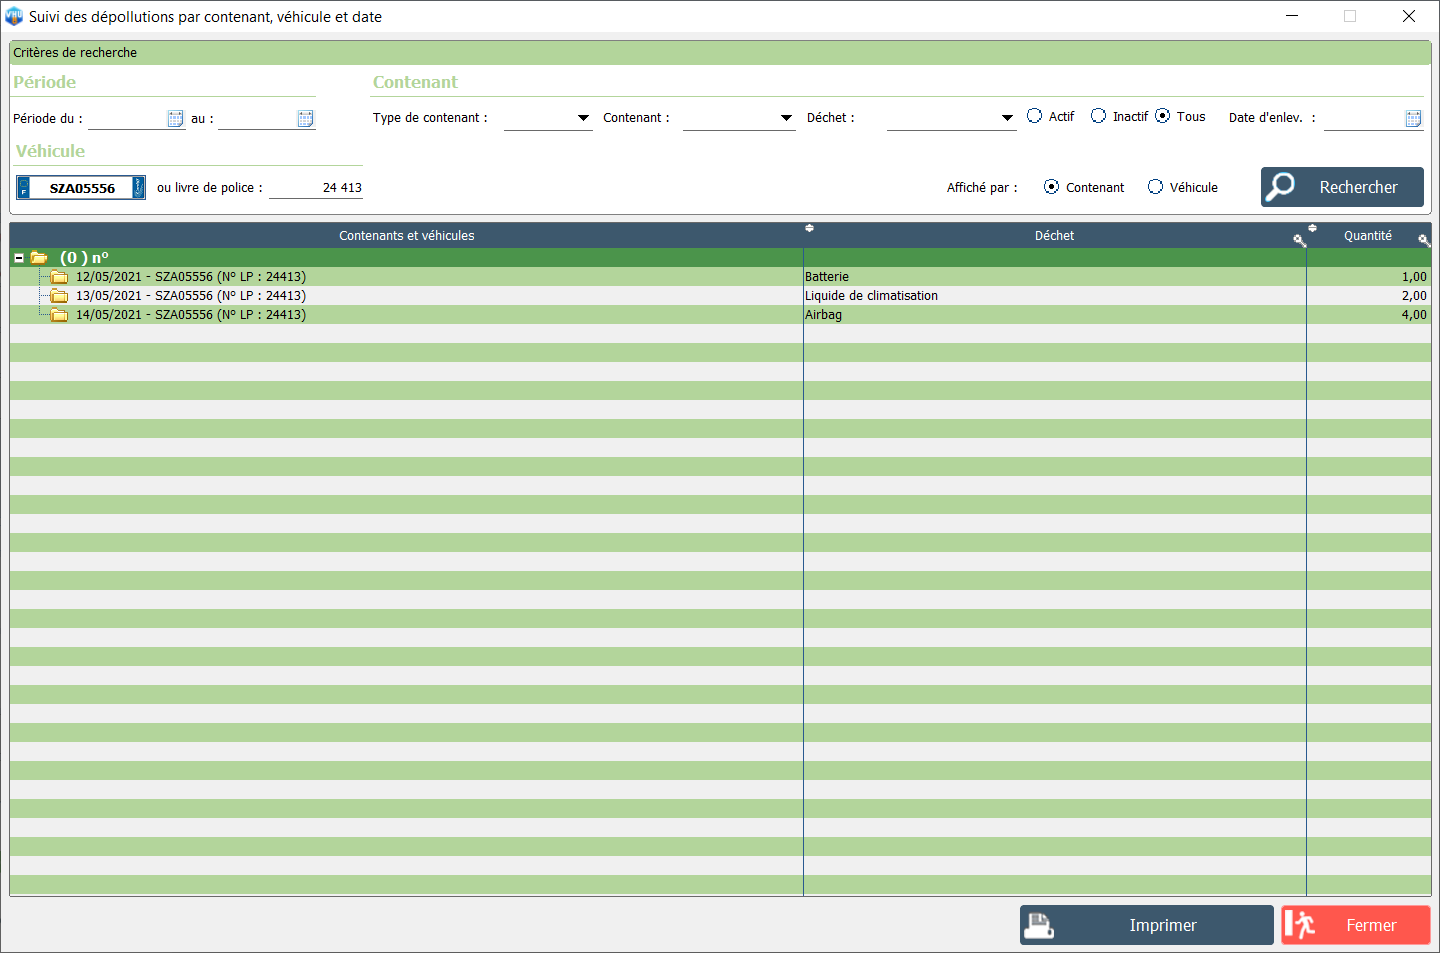 Suivi des dépollutions par contenant, véhicule et date
Critères de recherche
Période
Contenant
Période du :
au :
Type de contenant :
Contenant :
Déchet :
Actif
Inactif
Tous
Date d'enlev. :
Véhicule
F
SZA05556
ou livre de police :
24 413
Affiché par :
Contenant
Véhicule
Rechercher
Contenants et véhicules
Déchet
Quantité
(0 ) n°
12/05/2021 - SZA05556 (N° LP : 24413)
Batterie
1,00
13/05/2021 - SZA05556 (N° LP : 24413)
Liquide de climatisation
2,00
14/05/2021 - SZA05556 (N° LP : 24413)
Airbag
4,00
Imprimer
Fermer